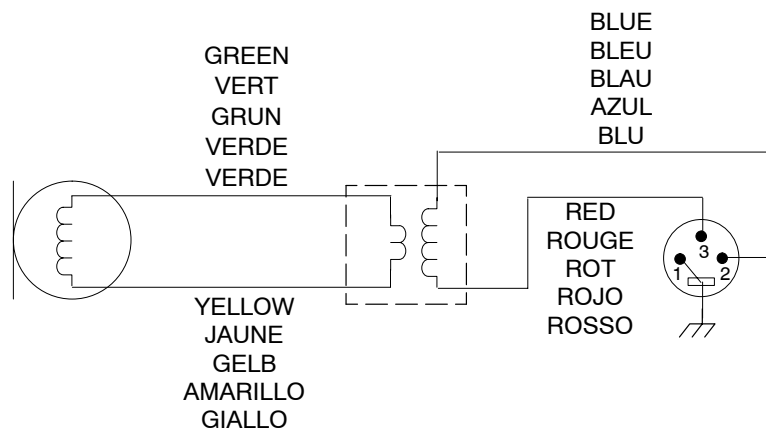 GREEN
VERT
GRUN
VERDE
VERDE
BLUE
BLEU
BLAU
AZUL
BLU
RED
ROUGE
ROT
ROJO
ROSSO
3
1
2
YELLOW
JAUNE
GELB
AMARILLO
GIALLO